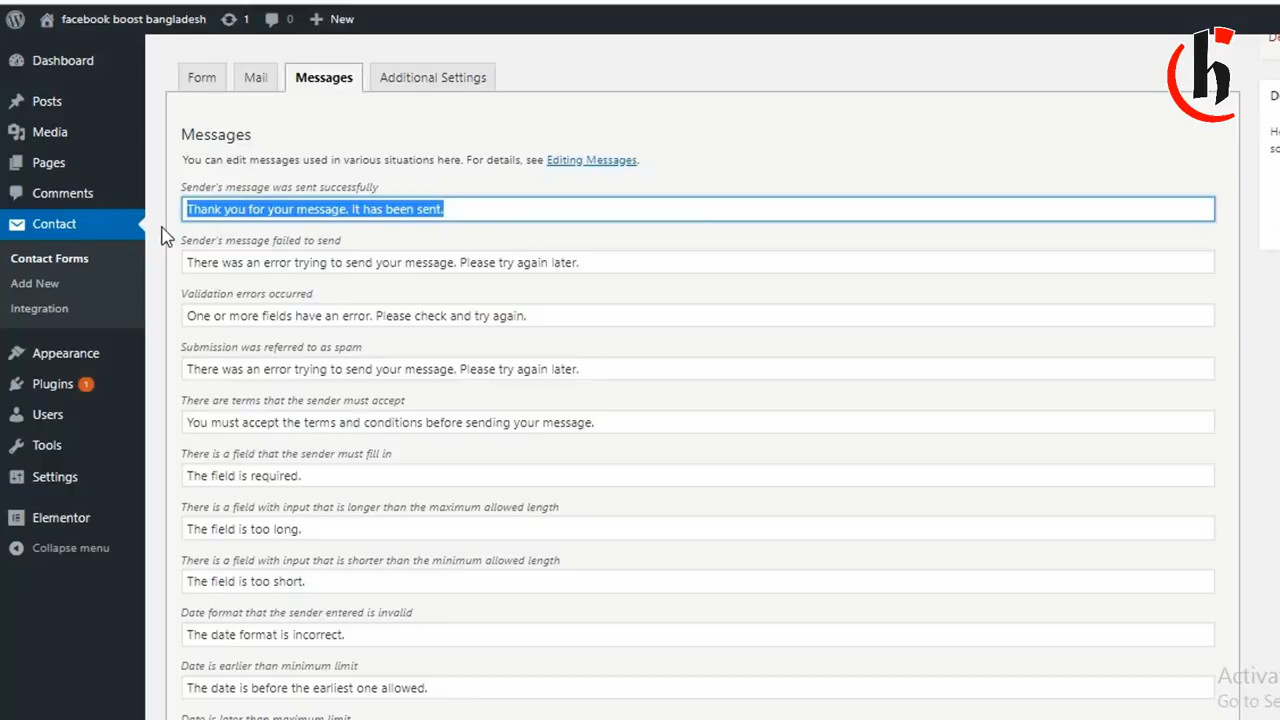 facebook boost bangladesh 1 0 New
Dashboard
Posts
Media
Pages
Comments
Contact
Contact Forms
Add New
Integration
Appearance
Plugins 1
Users
Tools
Settings
Elementor
Collapse menu
Form Mail Messages Additional Settings
Messages
You can edit messages used in various situations here. For details, see Editing Messages.
Sender's message was sent successfully
Thank you for your message. It has been sent.
Sender's message failed to send
There was an error trying to send your message. Please try again later.
Validation errors occurred
One or more fields have an error. Please check and try again.
Submission was referred to as spam
There was an error trying to send your message. Please try again later.
There are terms that the sender must accept
You must accept the terms and conditions before sending your message.
There is a field that the sender must fill in
The field is required.
There is a field with input that is longer than the maximum allowed length
The field is too long.
There is a field with input that is shorter than the minimum allowed length
The field is too short.
Date format that the sender entered is invalid
The date format is incorrect.
Date is earlier than minimum limit
The date is before the earliest one allowed.
Date is later than maximum limit
h
Activa
Go to Se